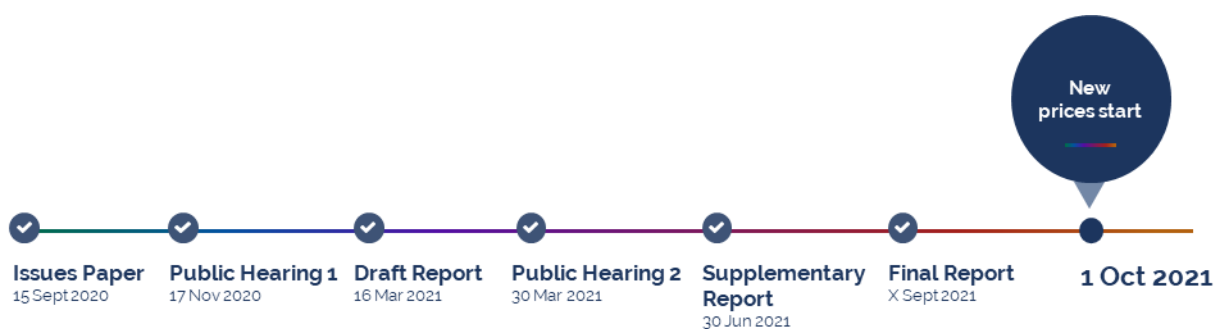 New
prices start
Issues Paper
15 Sept 2020
Public Hearing 1
17 Nov 2020
Draft Report
16 Mar 2021
Public Hearing 2
30 Mar 2021
Supplementary
Report
30 Jun 2021
Final Report
X Sept 2021
1 Oct 2021